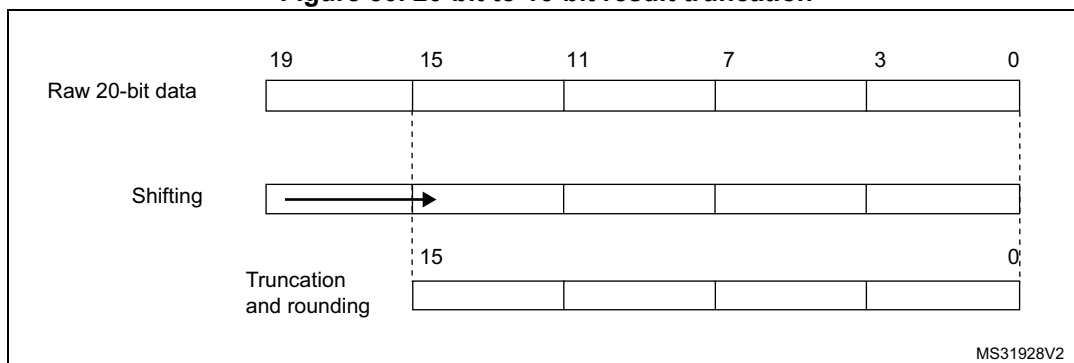 19 15 11 7 3 0
Raw 20-bit data
Shifting
15 0
Truncation
and rounding
MS31928V2